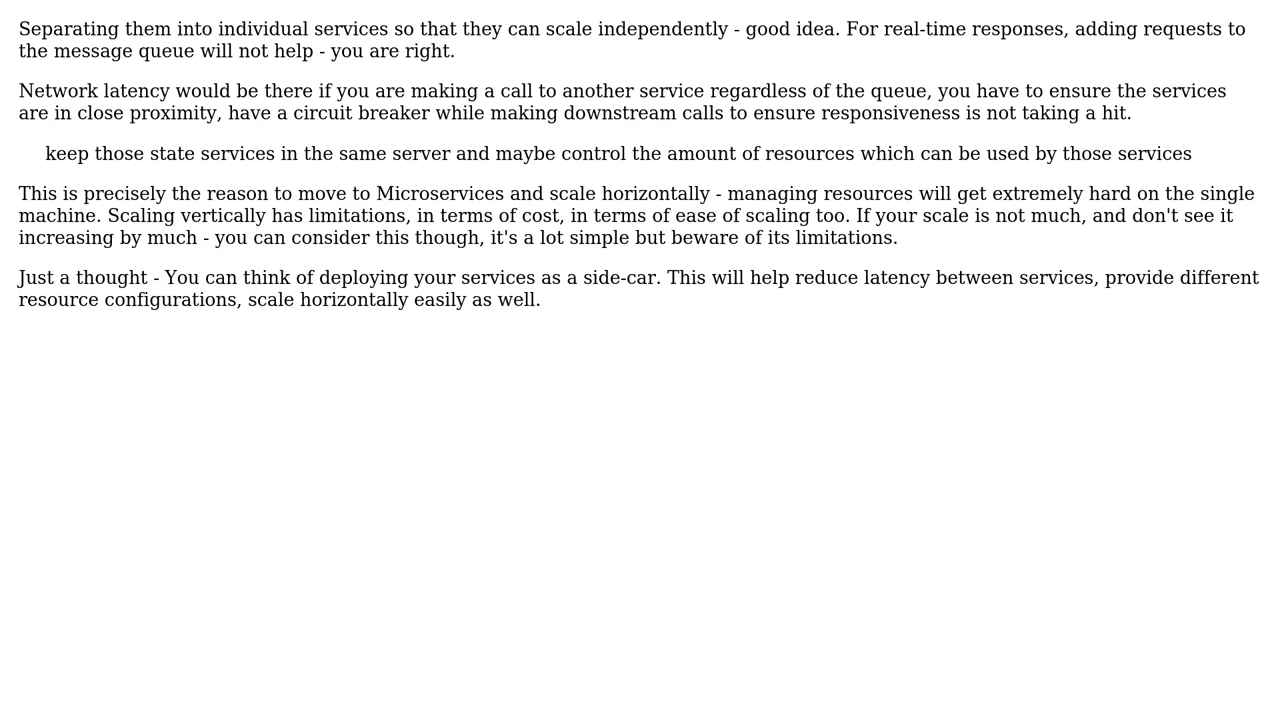 Separating them into individual services so that they can scale independently - good idea. For real-time responses, adding requests to
the message queue will not help - you are right.
Network latency would be there if you are making a call to another service regardless of the queue, you have to ensure the services
are in close proximity, have a circuit breaker while making downstream calls to ensure responsiveness is not taking a hit.
keep those state services in the same server and maybe control the amount of resources which can be used by those services
This is precisely the reason to move to Microservices and scale horizontally - managing resources will get extremely hard on the single
machine. Scaling vertically has limitations, in terms of cost, in terms of ease of scaling too. If your scale is not much, and don't see it
increasing by much - you can consider this though, it's a lot simple but beware of its limitations.
Just a thought - You can think of deploying your services as a side-car. This will help reduce latency between services, provide different
resource configurations, scale horizontally easily as well.